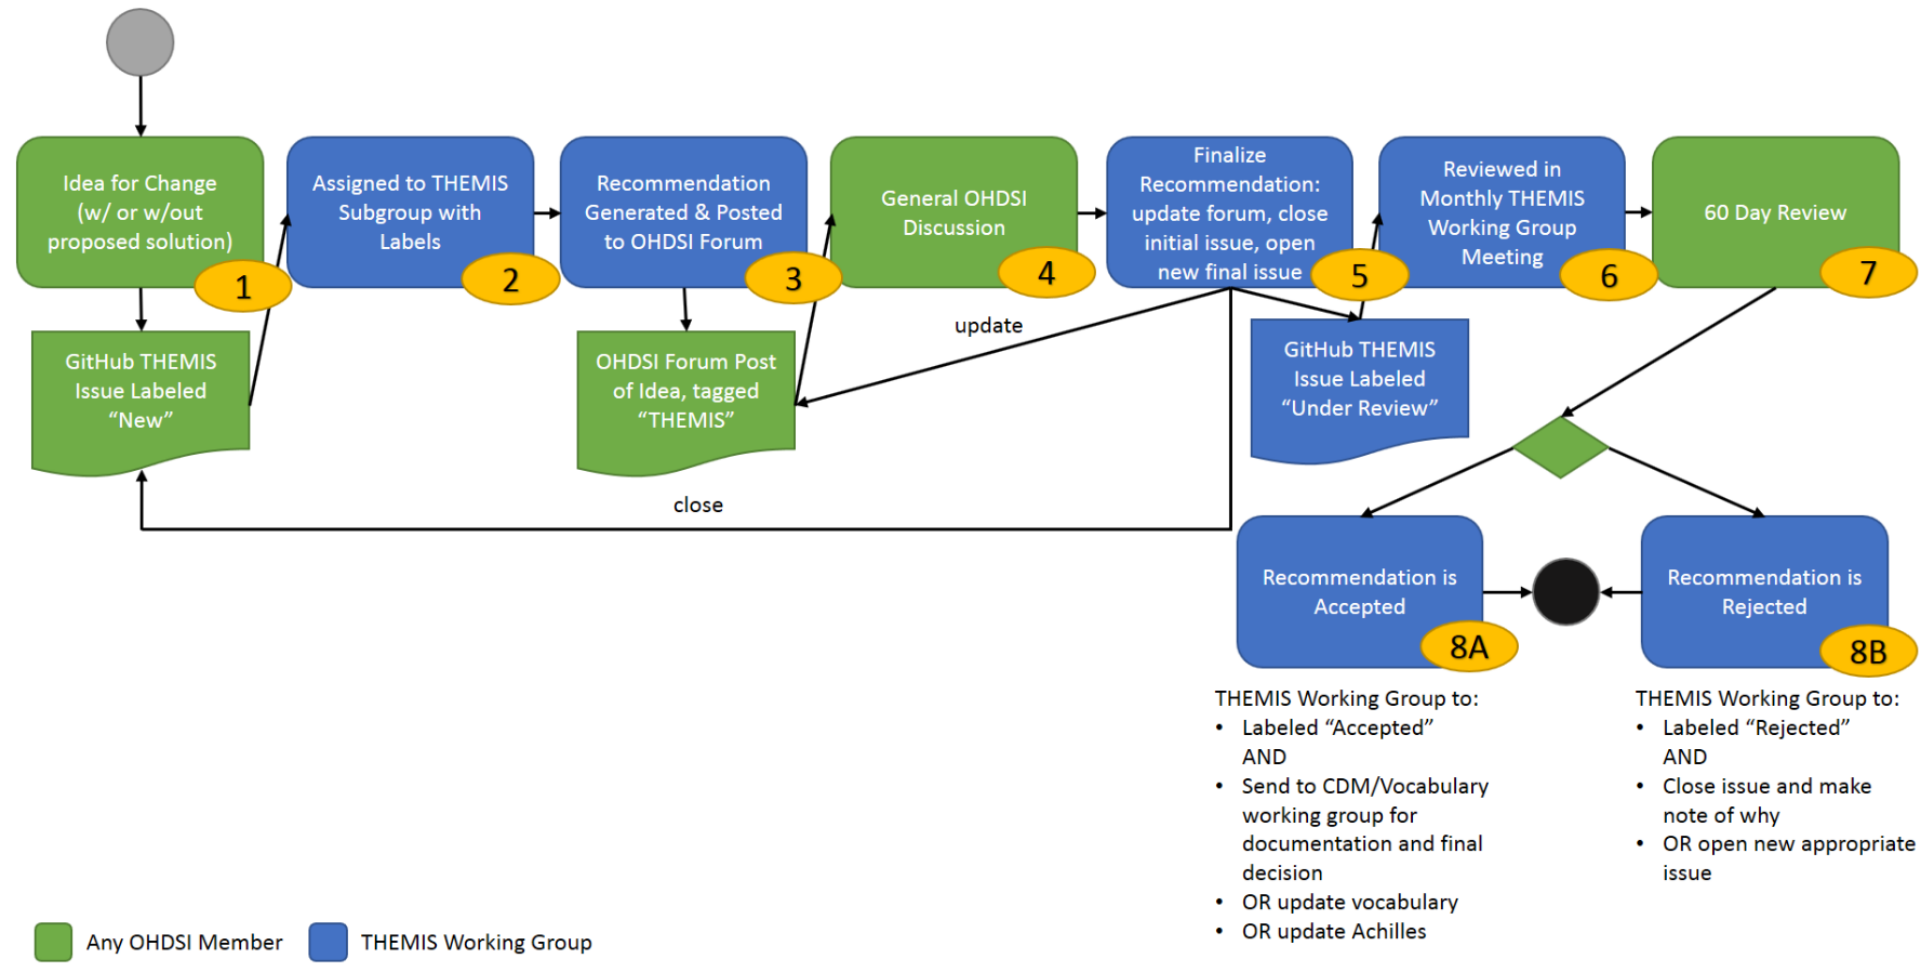 Idea for Change
(w/ or w/out
proposed solution)
1
Assigned to THEMIS
Subgroup with
Labels
2
Recommendation
Generated & Posted
to OHDSI Forum
3
General OHDSI
Discussion
4
Finalize
Recommendation:
update forum, close
initial issue, open
new final issue
5
Reviewed in
Monthly THEMIS
Working Group
Meeting
6
60 Day Review
7
GitHub THEMIS
Issue Labeled
“New”
OHDSI Forum Post
of Idea, tagged
“THEMIS”
update
GitHub THEMIS
Issue Labeled
“Under Review”
close
Recommendation is
Accepted
8A
Recommendation is
Rejected
8B
THEMIS Working Group to:
• Labeled “Accepted”
AND
• Send to CDM/Vocabulary
working group for
documentation and final
decision
• OR update vocabulary
• OR update Achilles
THEMIS Working Group to:
• Labeled “Rejected”
AND
• Close issue and make
note of why
• OR open new appropriate
issue
Any OHDSI Member
THEMIS Working Group